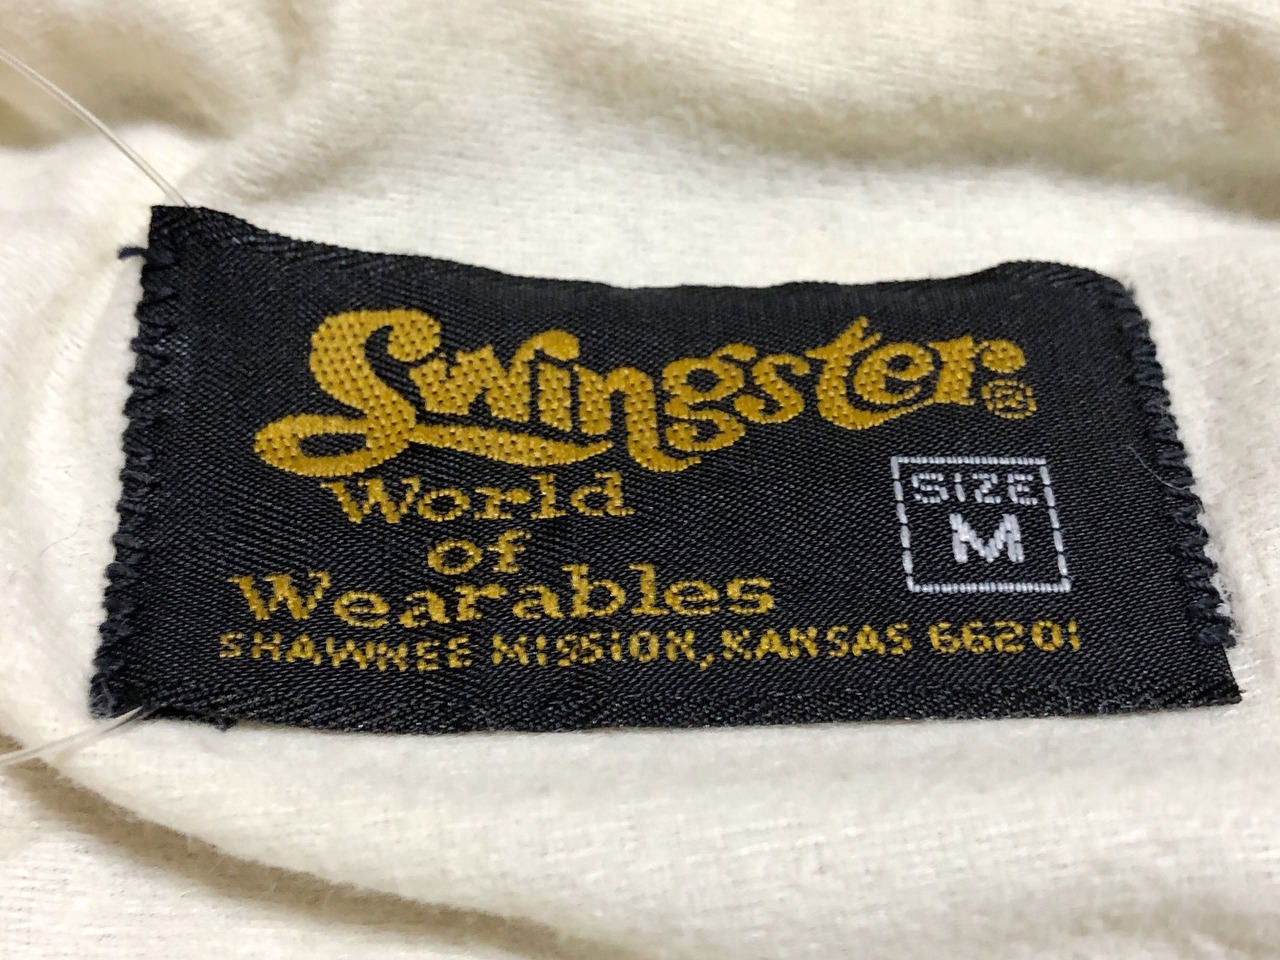 Swingster®
World
of
Wearables
SHAWNEE MISSION, KANSAS 66201
SIZE
M